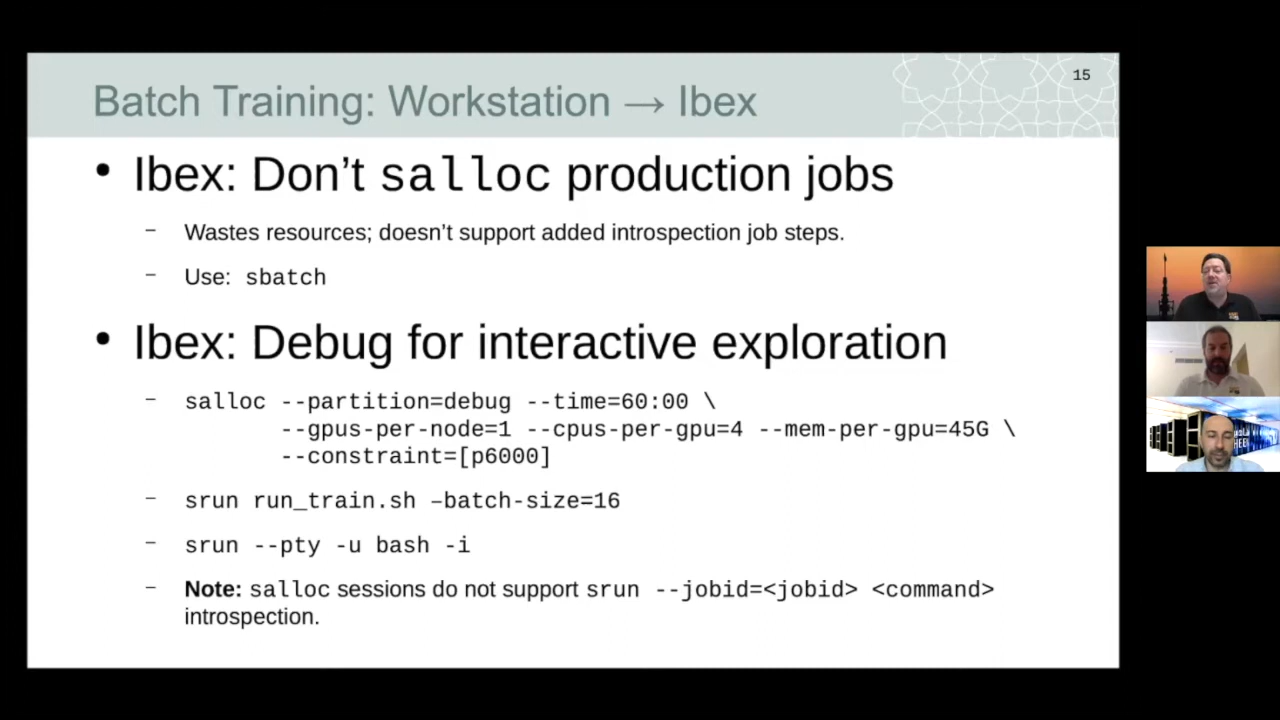 15
Batch Training: Workstation → Ibex
• Ibex: Don’t salloc production jobs
– Wastes resources; doesn’t support added introspection job steps.
– Use: sbatch
• Ibex: Debug for interactive exploration
– salloc --partition=debug --time=60:00 \
--gpus-per-node=1 --cpus-per-gpu=4 --mem-per-gpu=45G \
--constraint=[p6000]
– srun run_train.sh –batch-size=16
– srun --pty -u bash -i
– Note: salloc sessions do not support srun --jobid=<jobid> <command>
introspection.